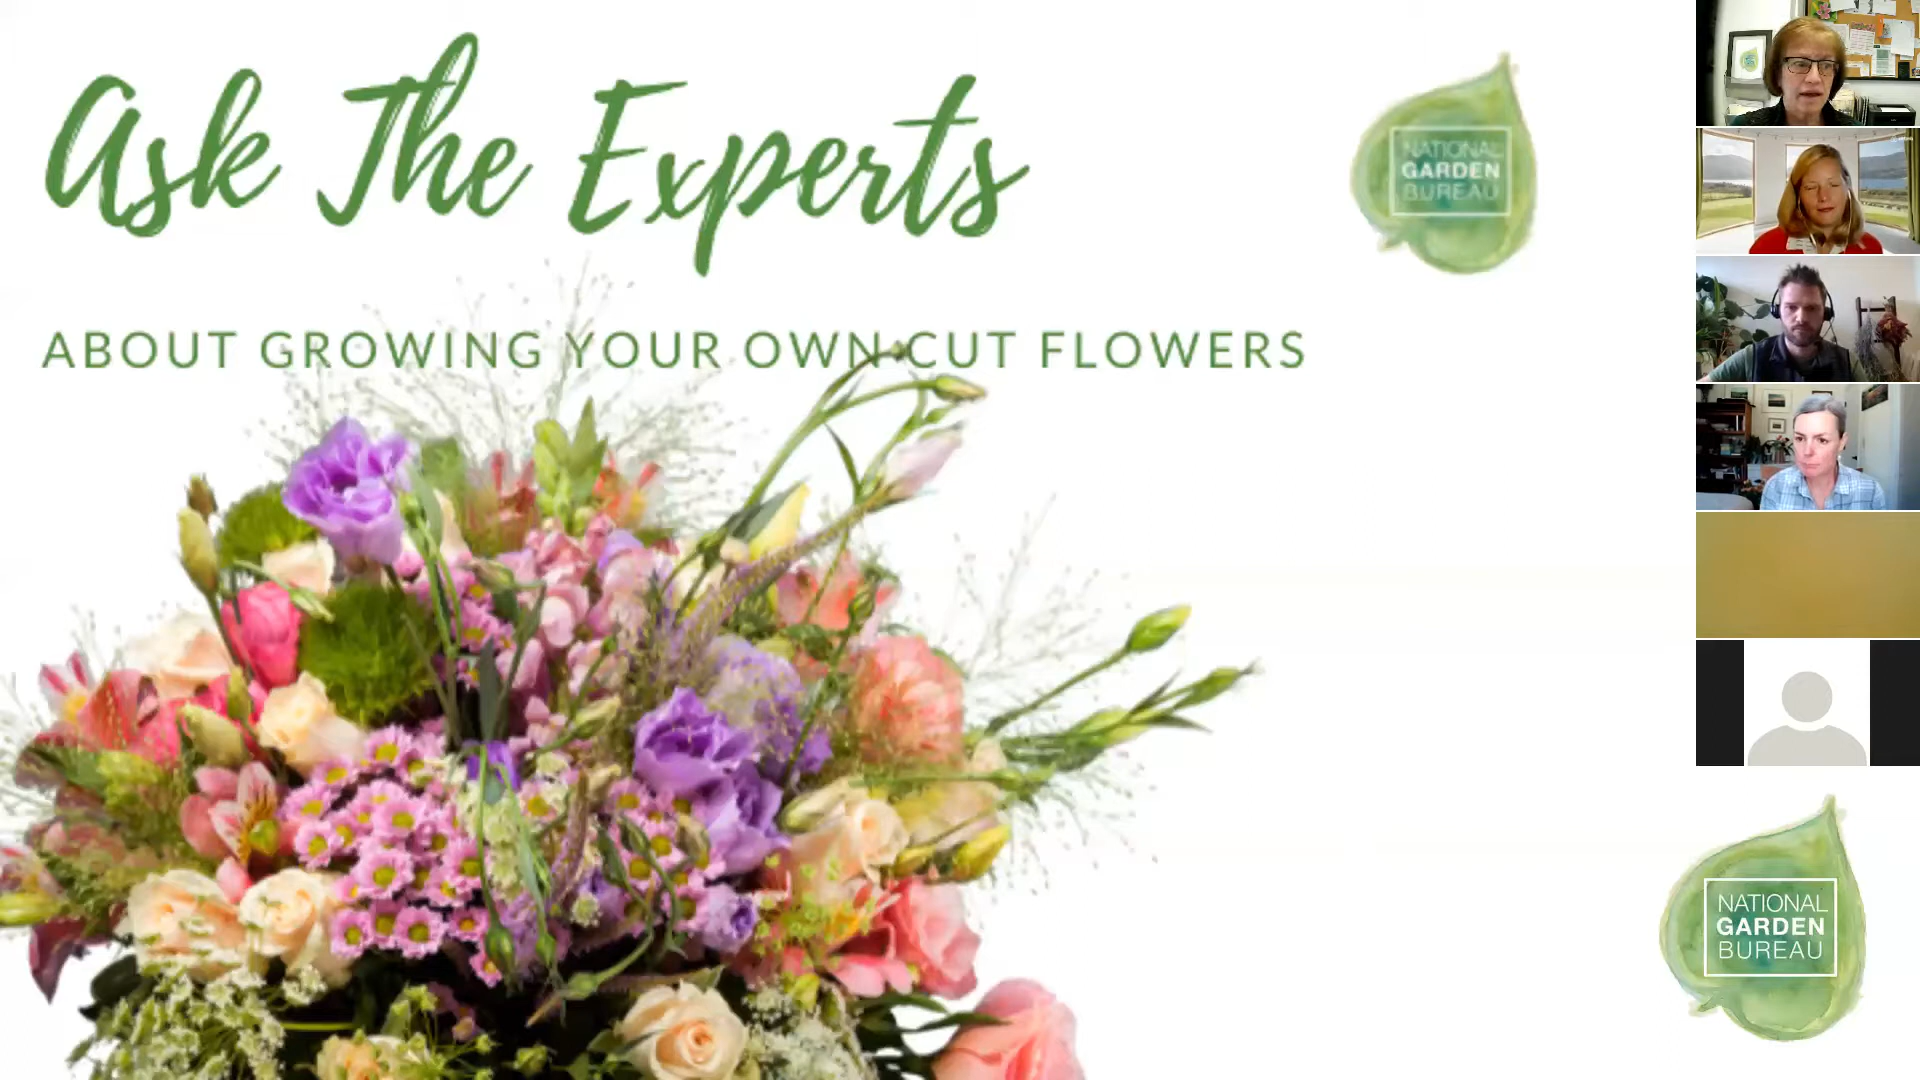 Ask The Experts
NATIONAL
GARDEN
BUREAU
ABOUT GROWING YOUR OWN CUT FLOWERS
NATIONAL
GARDEN
BUREAU